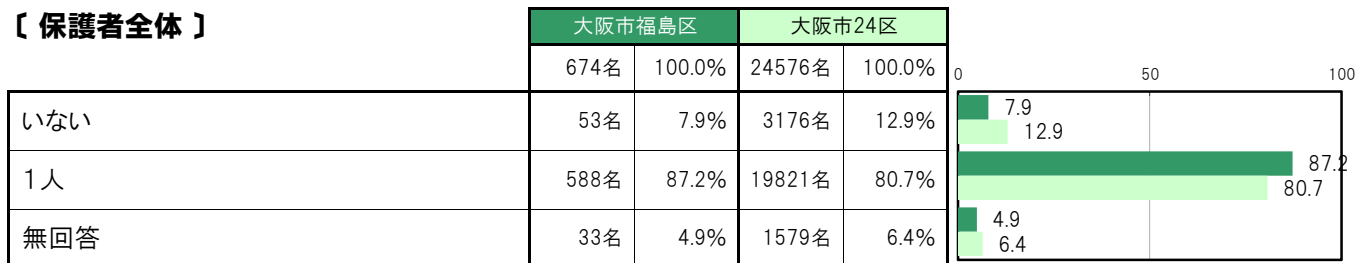 〔 保護者全体 〕
大阪市福島区 大阪市24区
674名 100.0% 24576名 100.0%
0 50 100
いない 53名 7.9% 3176名 12.9%
7.9
12.9
1人 588名 87.2% 19821名 80.7%
87.2
80.7
無回答 33名 4.9% 1579名 6.4%
4.9
6.4